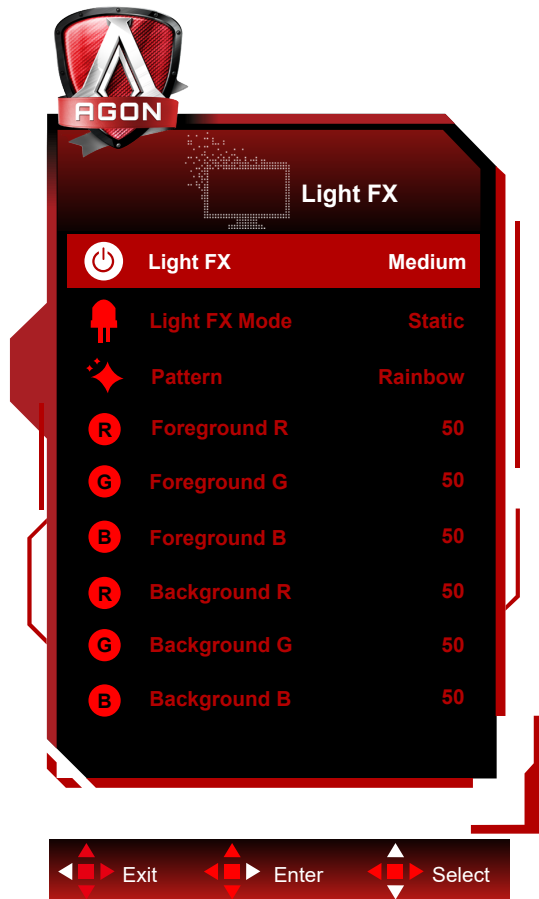 AGON
Light FX
Light FX Medium
Light FX Mode Static
Pattern Rainbow
R Foreground R 50
G Foreground G 50
B Foreground B 50
R Background R 50
G Background G 50
B Background B 50
Exit Enter Select